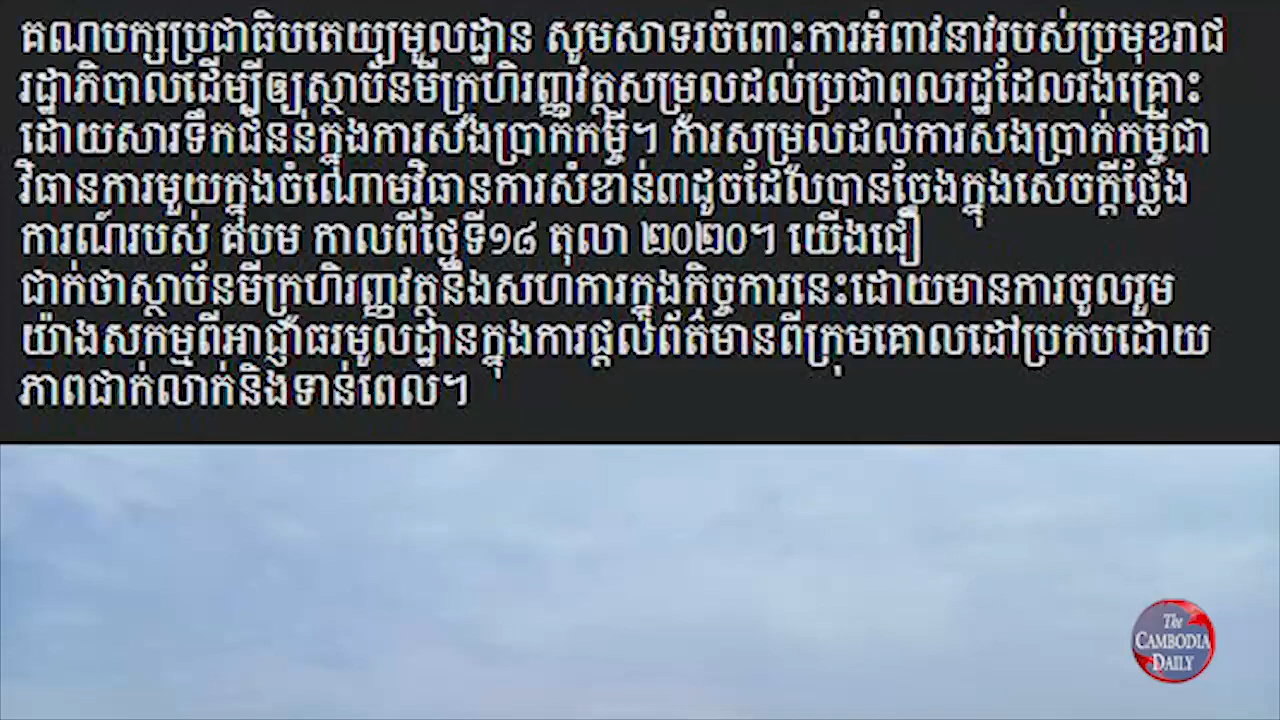 គណបក្សប្រជាធិបតេយ្យមូលដ្ឋាន សូមសាទរចំពោះការអំពាវនាវរបស់ប្រមុខរាជ
រដ្ឋាភិបាលដើម្បីឲ្យស្ថាប័នមីក្រូហិរញ្ញវត្ថុសម្រួលដល់ប្រជាពលរដ្ឋដែលរងគ្រោះ
ដោយសារទឹកជំនន់ក្នុងការសងប្រាក់កម្ចី។ ការសម្រួលដល់ការសងប្រាក់កម្ចីជា
វិធានការមួយក្នុងចំណោមវិធានការសំខាន់៣ដូចដែលបានចែងក្នុងសេចក្តីថ្លែង
ការណ៍របស់ គបម កាលពីថ្ងៃទី១៨ តុលា ២០២០។ យើងជឿ
ជាក់ថាស្ថាប័នមីក្រូហិរញ្ញវត្ថុនឹងសហការក្នុងកិច្ចការនេះដោយមានការចូលរួម
យ៉ាងសកម្មពីអាជ្ញាធរមូលដ្ឋានក្នុងការផ្តល់ព័ត៌មានពីក្រុមគោលដៅប្រកបដោយ
ភាពជាក់លាក់និងទាន់ពេល។
The
CAMBODIA
DAILY